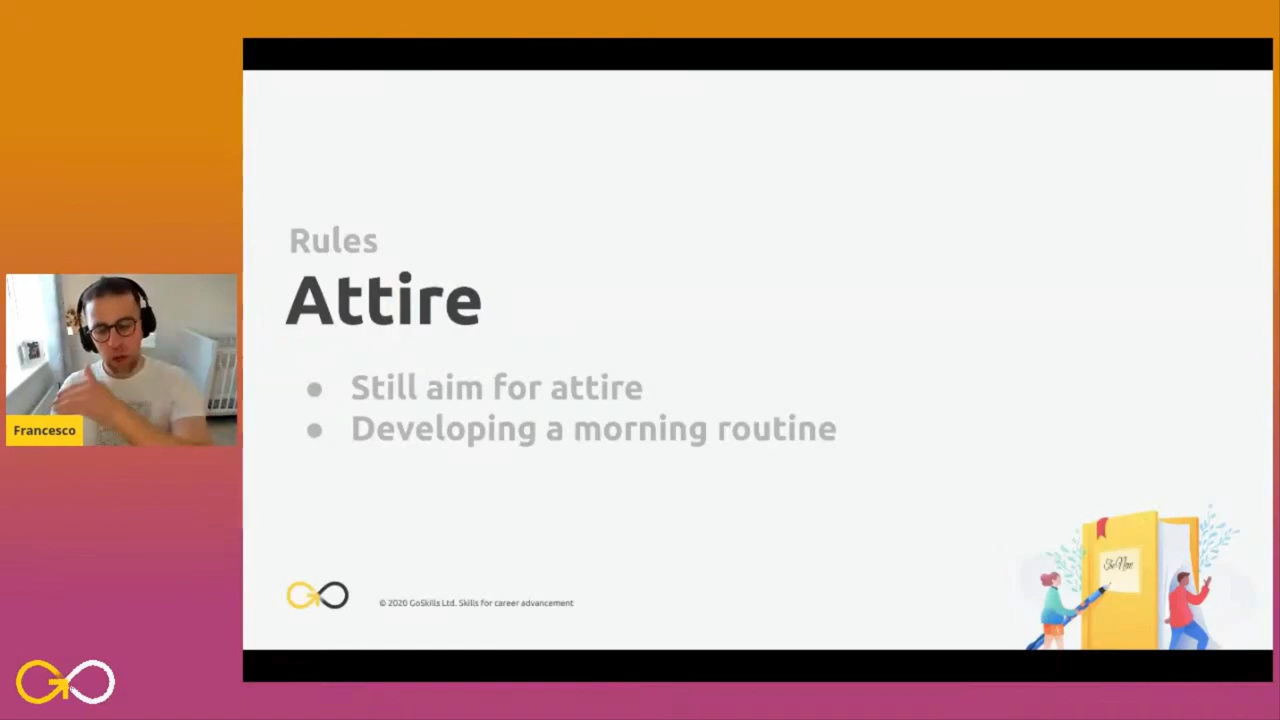 Rules
Attire
● Still aim for attire
● Developing a morning routine
Francesco
© 2020 GoSkills Ltd. Skills for career advancement